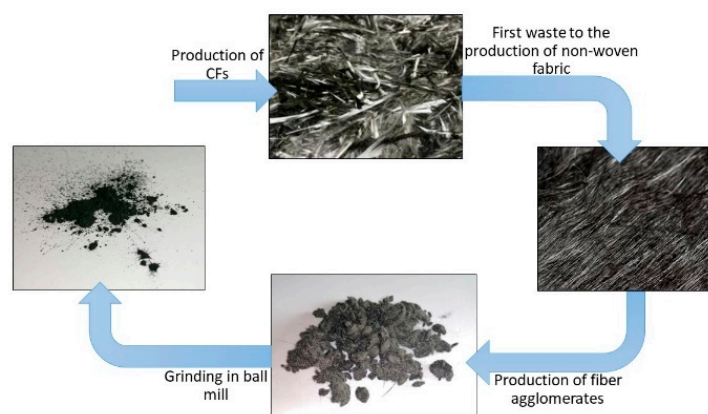 Production of
CFs
First waste to the
production of non-woven
fabric
Production of fiber
agglomerates
Grinding in ball
mill